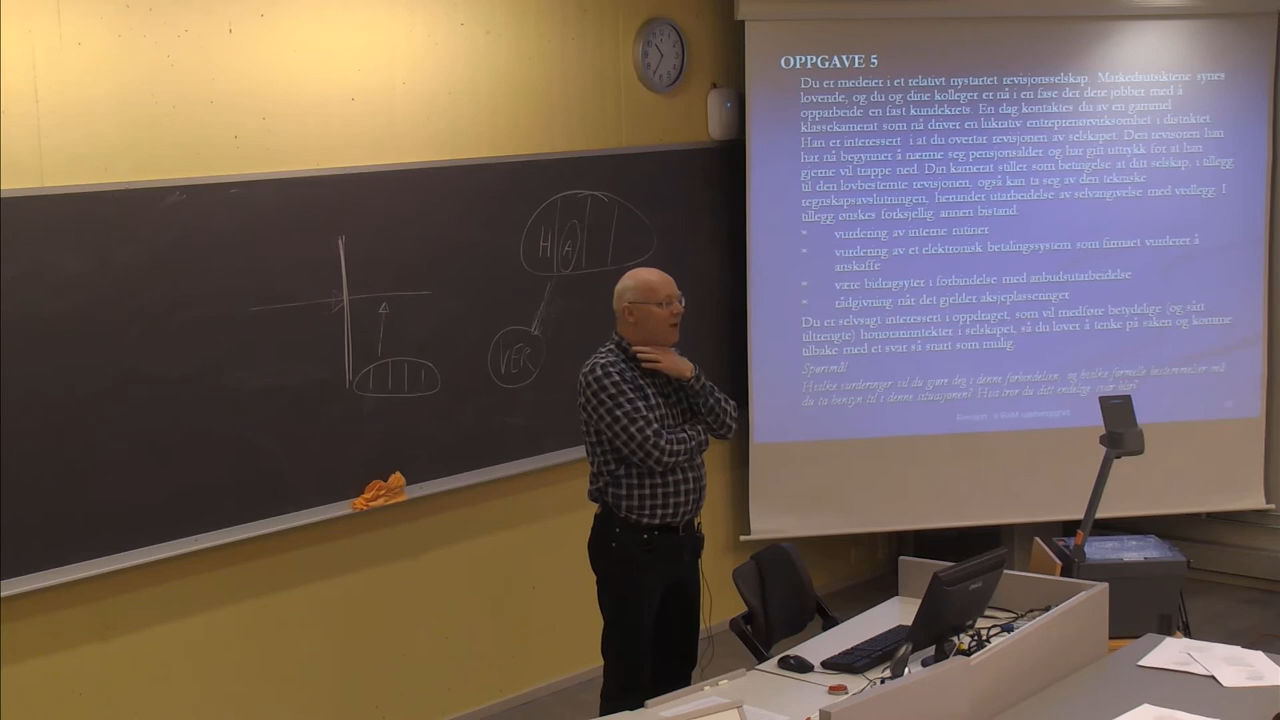 H A
VER
OPPGAVE 5
Du er medeier i et relativt nystartet revisjonsselskap. Markedsutsiktene synes
lovende, og du og dine kolleger er nå i en fase der dere jobber med å
opparbeide en fast kundekrets. En dag kontaktes du av en gammel
klassekamerat som nå driver en lukrativ entreprenørvirksomhet i distriktet.
Han er interessert i at du overtar revisjonen av selskapet. Den revisoren han
har nå begynner å nærme seg pensjonsalder og har gitt uttrykk for at han
gjerne vil trappe ned. Din kamerat stiller som betingelse at ditt selskap, i tillegg
til den lovbestemte revisjonen, også kan ta seg av den tekniske
regnskapsavslutningen, herunder utarbeidelse av selvangivelse med vedlegg. I
tillegg ønskes forskjellig annen bistand.
* vurdering av interne rutiner
* vurdering av et elektronisk betalingssystem som firmaet vurderer å
anskaffe
* være bidragsyter i forbindelse med anbudsutarbeidelse
* rådgivning når det gjelder aksjeplasseringer
Du er selvsagt interessert i oppdraget, som vil medføre betydelige (og sårt
tiltrengte) honorarinntekter i selskapet, så du lover å tenke på saken og komme
tilbake med et svar så snart som mulig.
Spørsmål
Hvilke vurderinger vil du gjøre deg i denne forbindelsen, og hvilke formelle bestemmelser må
du ta hensyn til i denne situasjonen? Hva tror du ditt endelige svar blir?